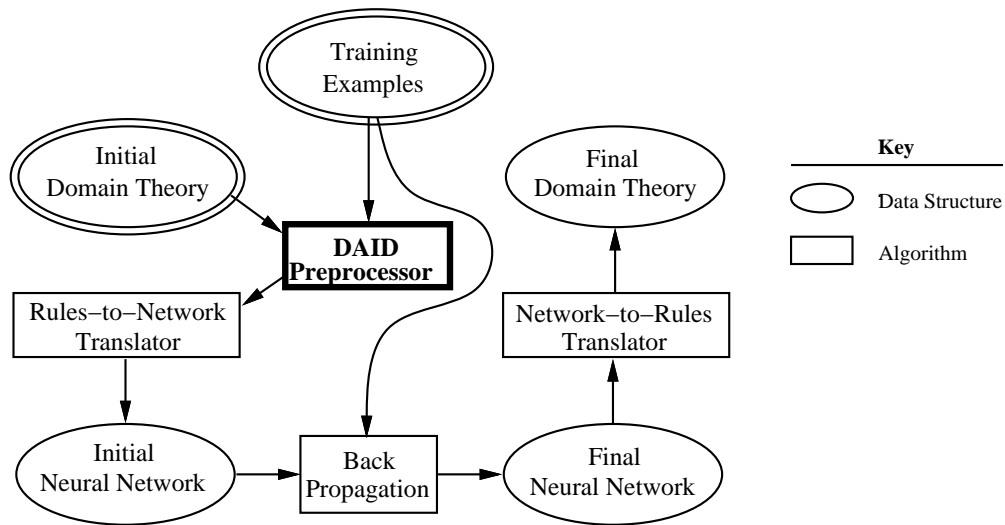 Training
Examples
Initial
Domain Theory
Final
Domain Theory
Key
Data Structure
Algorithm
DAID
Preprocessor
Rules−to−Network
Translator
Network−to−Rules
Translator
Initial
Neural Network
Back
Propagation
Final
Neural Network